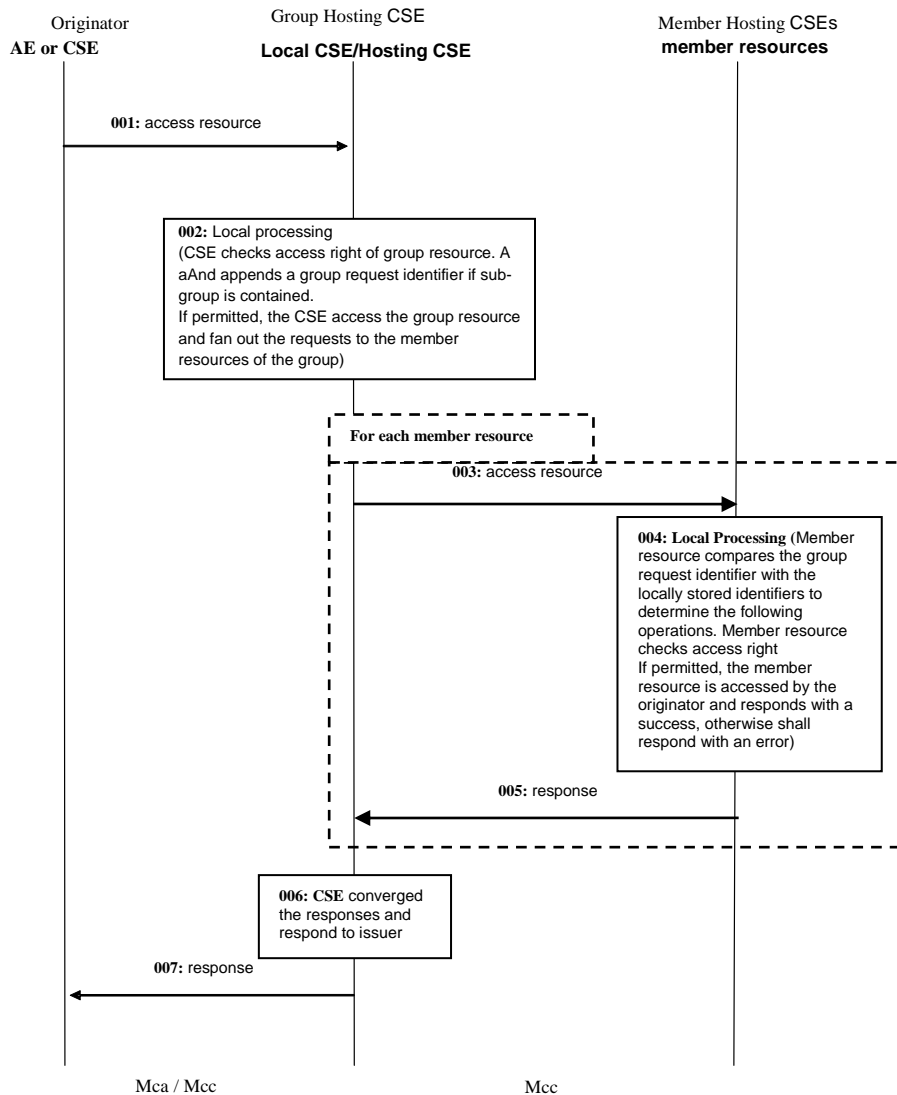 Originator
AE or CSE
Group Hosting CSE
Local CSE/Hosting CSE
Member Hosting CSEs
member resources
001: access resource
002: Local processing
(CSE checks access right of group resource. A
aAnd appends a group request identifier if sub-
group is contained.
If permitted, the CSE access the group resource
and fan out the requests to the member
resources of the group)
For each member resource
003: access resource
004: Local Processing (Member
resource compares the group
request identifier with the
locally stored identifiers to
determine the following
operations. Member resource
checks access right
If permitted, the member
resource is accessed by the
originator and responds with a
success, otherwise shall
respond with an error)
005: response
006: CSE converged
the responses and
respond to issuer
007: response
Mca / Mcc
Mcc